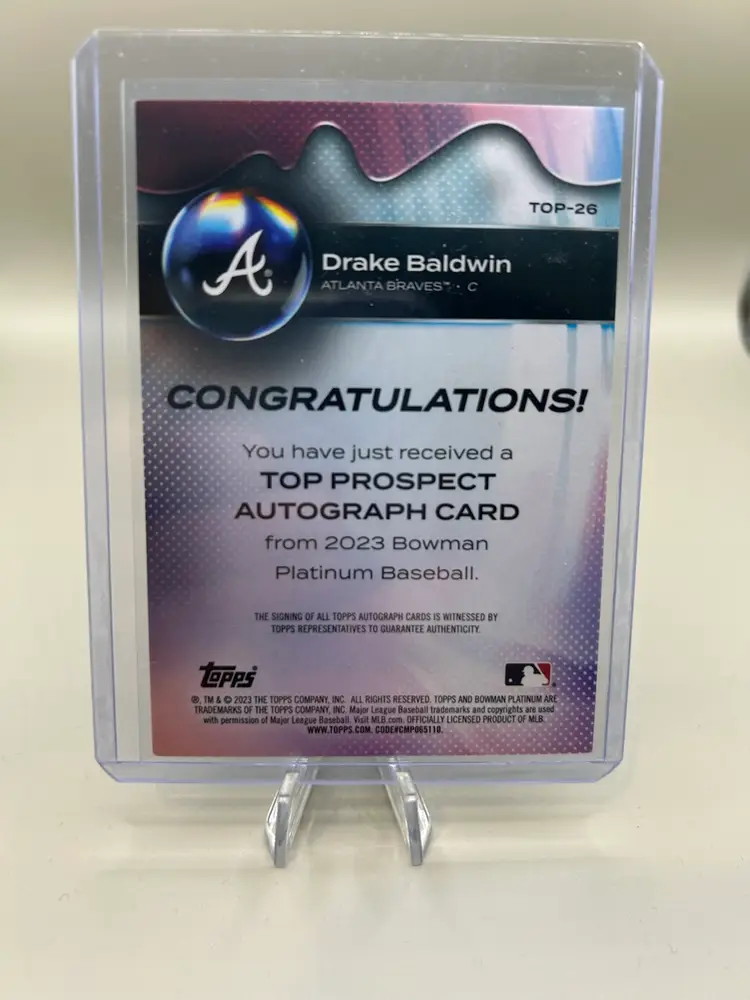 TOP-26
A®
Drake Baldwin
ATLANTA BRAVES™ · C
CONGRATULATIONS!
You have just received a
TOP PROSPECT
AUTOGRAPH CARD
from 2023 Bowman
Platinum Baseball.
THE SIGNING OF ALL TOPPS AUTOGRAPH CARDS IS WITNESSED BY
TOPPS REPRESENTATIVES TO GUARANTEE AUTHENTICITY.
topps®
®, TM & © 2023 THE TOPPS COMPANY, INC. ALL RIGHTS RESERVED. TOPPS AND BOWMAN PLATINUM ARE
TRADEMARKS OF THE TOPPS COMPANY, INC. Major League Baseball trademarks and copyrights are used
with permission of Major League Baseball. Visit MLB.com. OFFICIALLY LICENSED PRODUCT OF MLB.
WWW.TOPPS.COM. CODE#CMP065110.